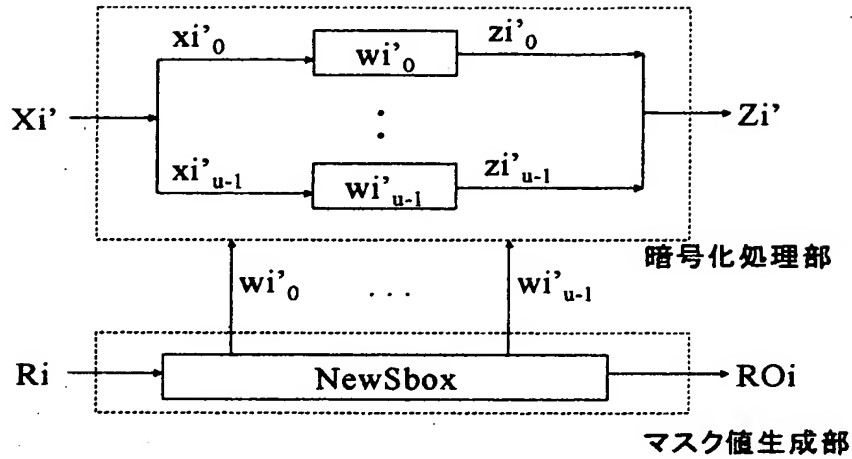 xi'₀ wi'₀ zi'₀
Xi' Zi'
xi'ᵤ₋₁ wi'ᵤ₋₁ zi'ᵤ₋₁
暗号化処理部
wi'₀ ... wi'ᵤ₋₁
Ri NewSbox ROi
マスク値生成部